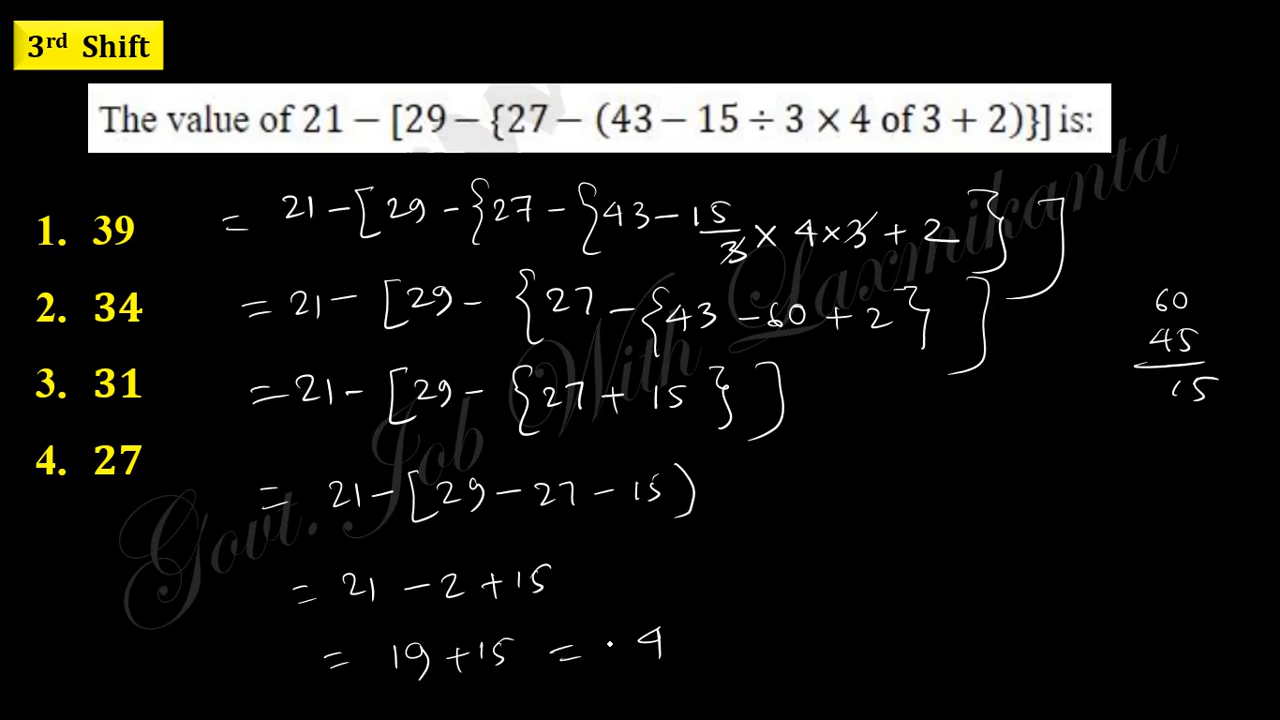 3rd Shift
The value of 21 − [29 − {27 − (43 − 15 ÷ 3 × 4 of 3 + 2)}] is:
= 21 − [29 − {27 − {43 − 15/3 × 4 × 3 + 2 } ]
1. 39
= 21 − [29 − {27 − {43 − 60 + 2 } ]
2. 34
60
45
15
= 21 − [29 − {27 + 15 } ]
3. 31
4. 27
= 21 − [29 − 27 − 15 )
= 21 − 2 + 15
= 19 + 15 = . 4
Govt. Job With Laxmikanta